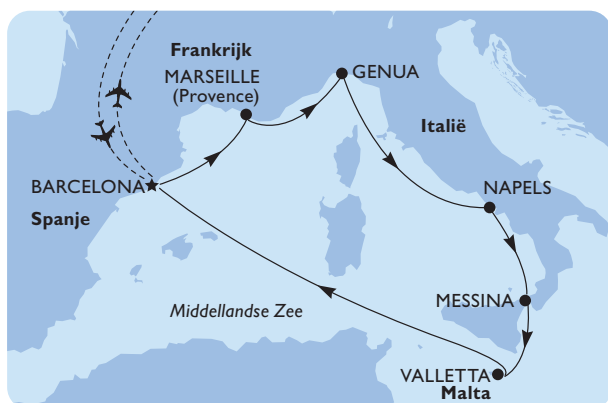 Frankrijk
MARSEILLE
(Provence)
GENUA
Italië
BARCELONA
Spanje
NAPELS
MESSINA
Middellandse Zee
VALLETTA
Malta